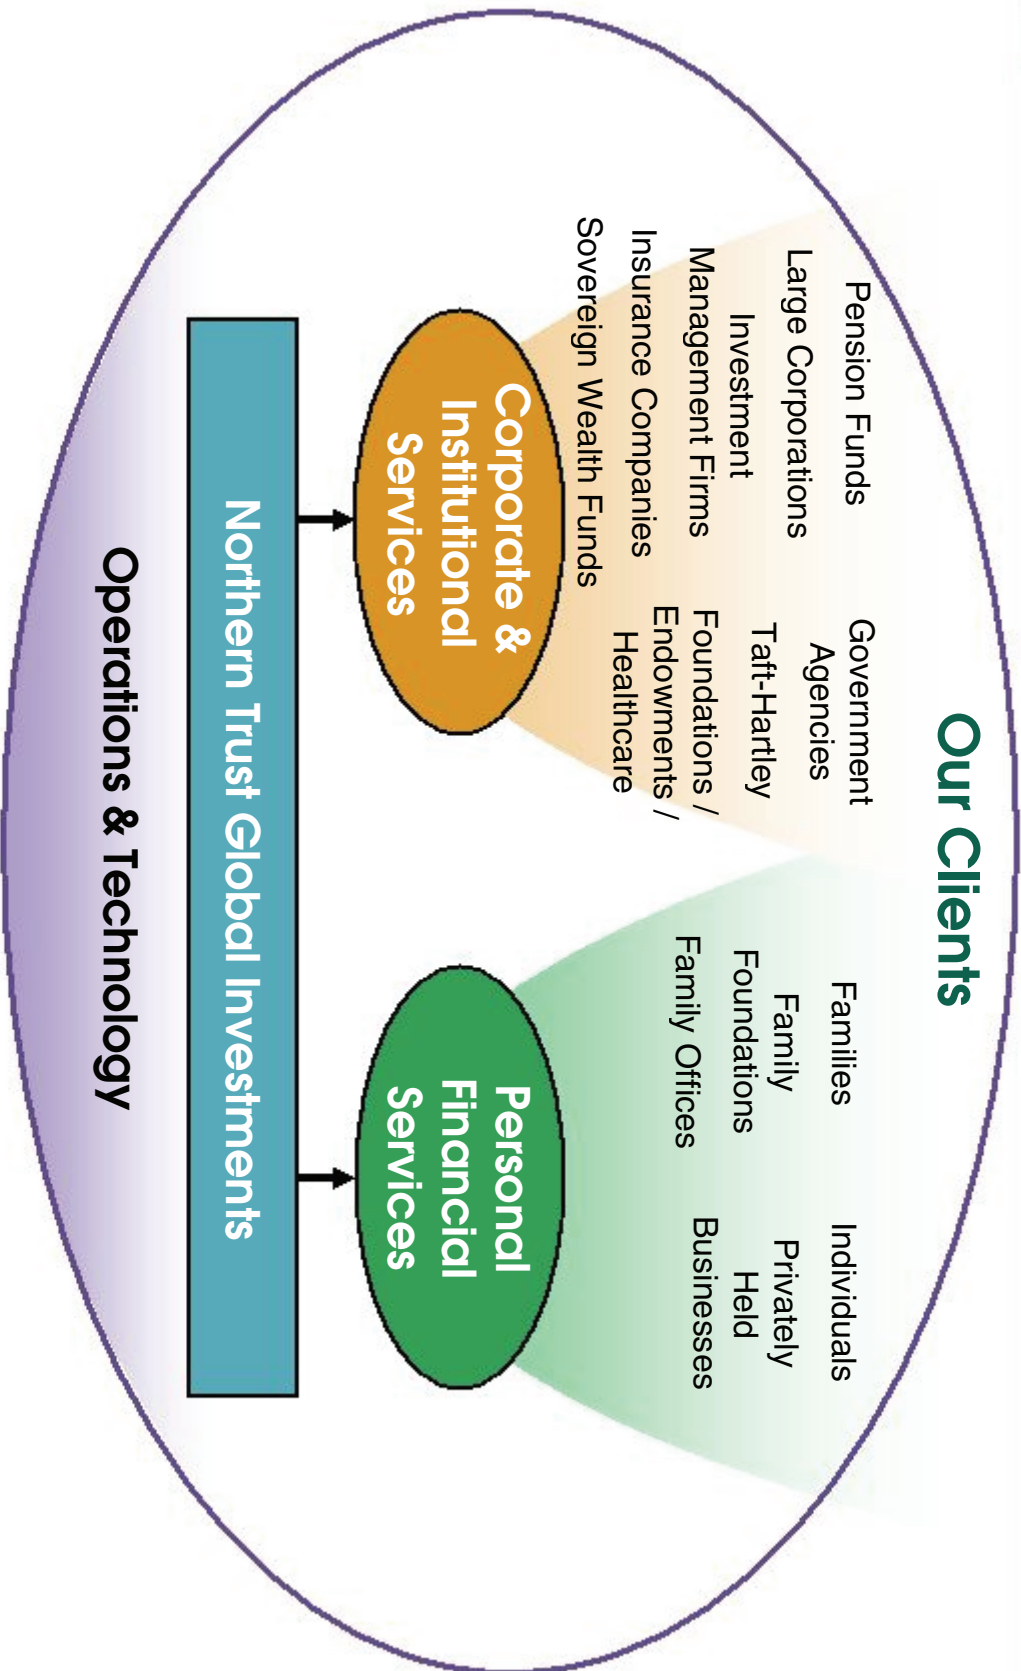 Our Clients
Pension Funds
Large Corporations
Investment
Management Firms
Insurance Companies
Sovereign Wealth Funds
Government
Agencies
Taft-Hartley
Foundations /
Endowments /
Healthcare
Families
Family
Foundations
Family Offices
Individuals
Privately
Held
Businesses
Corporate &
Institutional
Services
Personal
Financial
Services
Northern Trust Global Investments
Operations & Technology